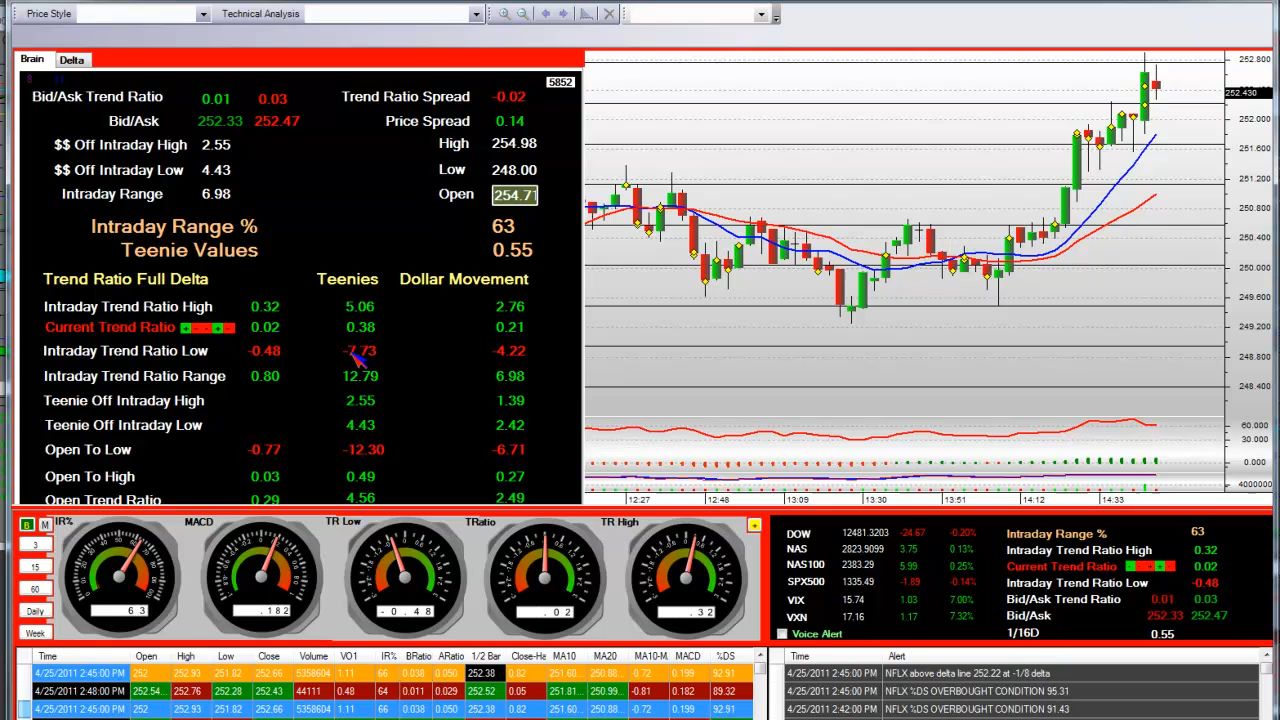 Price Style Technical Analysis
Brain Delta
5852
Bid/Ask Trend Ratio 0.01 0.03 Trend Ratio Spread -0.02
Bid/Ask 252.33 252.47 Price Spread 0.14
$$ Off Intraday High 2.55 High 254.98
$$ Off Intraday Low 4.43 Low 248.00
Intraday Range 6.98 Open 254.71
Intraday Range % 63
Teenie Values 0.55
Trend Ratio Full Delta Teenies Dollar Movement
Intraday Trend Ratio High 0.32 5.06 2.76
Current Trend Ratio + - - + - 0.02 0.38 0.21
Intraday Trend Ratio Low -0.48 -7.73 -4.22
Intraday Trend Ratio Range 0.80 12.79 6.98
Teenie Off Intraday High 2.55 1.39
Teenie Off Intraday Low 4.43 2.42
Open To Low -0.77 -12.30 -6.71
Open To High 0.03 0.49 0.27
Open Trend Ratio 0.29 4.56 2.49
252.800
252.430
252.000
251.600
251.200
250.800
250.400
250.000
249.600
249.200
248.800
248.400
60.000
30.000
0.000
4000000
12:27 12:48 13:09 13:30 13:51 14:12 14:33
B M
3
15
60
Daily
Week
IR% MACD TR Low TRatio TR High
63 .182 -0.48 .02 .32
DOW 12481.3203 -24.67 -0.20%
NAS 2823.9099 3.75 0.13%
NAS100 2383.29 5.99 0.25%
SPX500 1335.49 -1.89 -0.14%
VIX 15.74 1.03 7.00%
VXN 17.16 1.17 7.32%
Voice Alert
Intraday Range % 63
Intraday Trend Ratio High 0.32
Current Trend Ratio - - + + - 0.02
Intraday Trend Ratio Low -0.48
Bid/Ask Trend Ratio 0.01 0.03
Bid/Ask 252.33 252.47
1/16D 0.55
Time Open High Low Close Volume VO1 IR% BRatio ARatio 1/2 Bar Close-Ha MA10 MA20 MA10-M. MACD %DS
4/25/2011 2:45:00 PM 252 252.93 251.82 252.66 5358604 1.11 66 0.038 0.050 252.38 0.28 251.60... 250.88... -0.72 0.199 92.91
4/25/2011 2:48:00 PM 252.54... 252.76 252.28 252.43 44111 0.48 64 0.011 0.029 252.52 0.05 251.81... 250.99... -0.81 0.182 89.32
4/25/2011 2:45:00 PM 252 252.93 251.82 252.66 5358604 1.11 66 0.038 0.050 252.38 0.28 251.60... 250.88... -0.72 0.199 92.91
Time Alert
4/25/2011 2:45:00 PM NFLX above delta line 252.22 at -1/8 delta
4/25/2011 2:45:00 PM NFLX %DS OVERBOUGHT CONDITION 95.31
4/25/2011 2:42:00 PM NFLX %DS OVERBOUGHT CONDITION 91.43